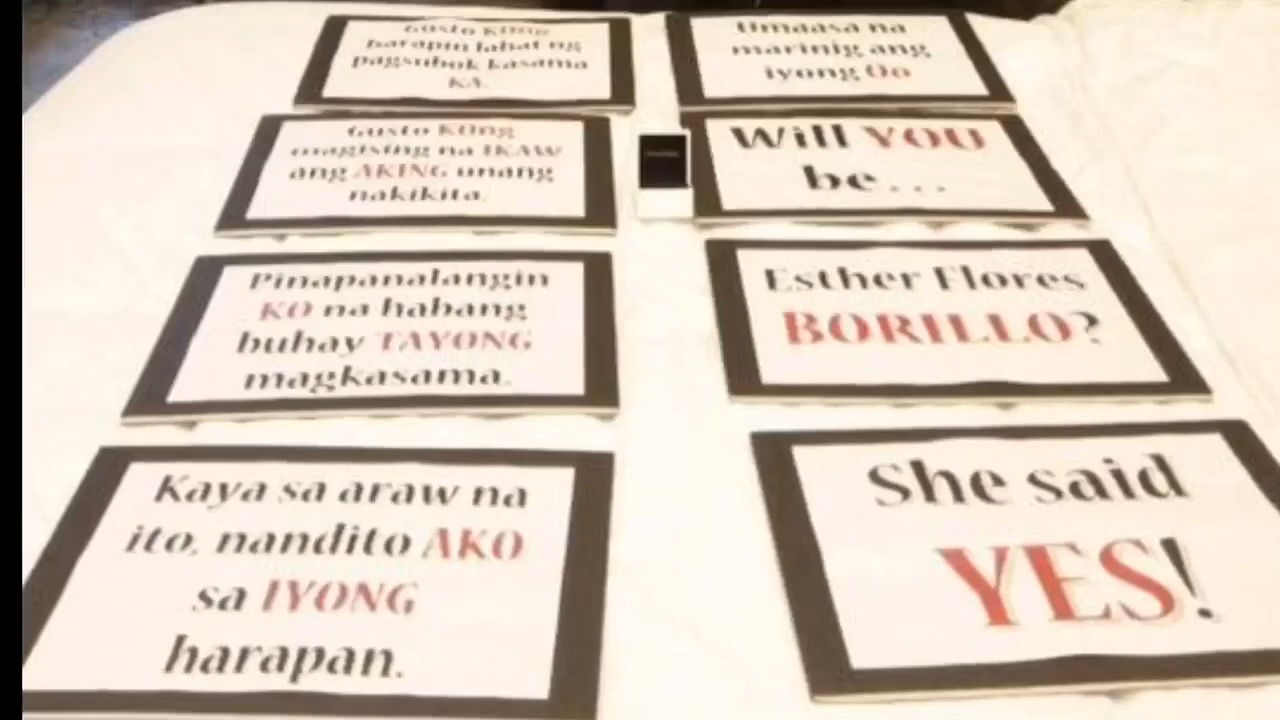 Gusto KONG
harapin lahat ng
pagsubok kasama
KA.
Gusto KONG
magising na IKAW
ang AKING unang
nakikita.
Pinapanalangin
KO na habang
buhay TAYONG
magkasama.
Kaya sa araw na
ito, nandito AKO
sa IYONG
harapan.
Umaasa na
marinig ang
iyong Oo
Will YOU
be...
Esther Flores
BORILLO?
She said
YES!